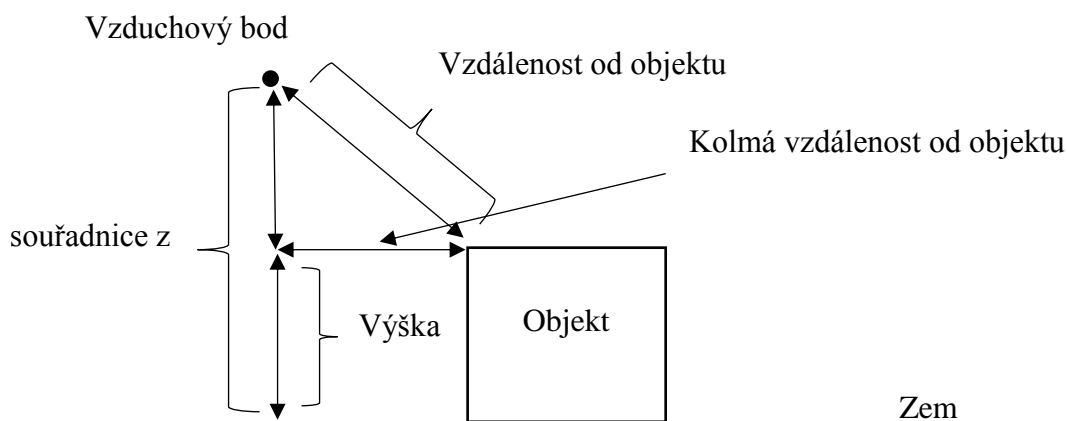 Vzduchový bod
Vzdálenost od objektu
Kolmá vzdálenost od objektu
souřadnice z
Výška
Objekt
Zem